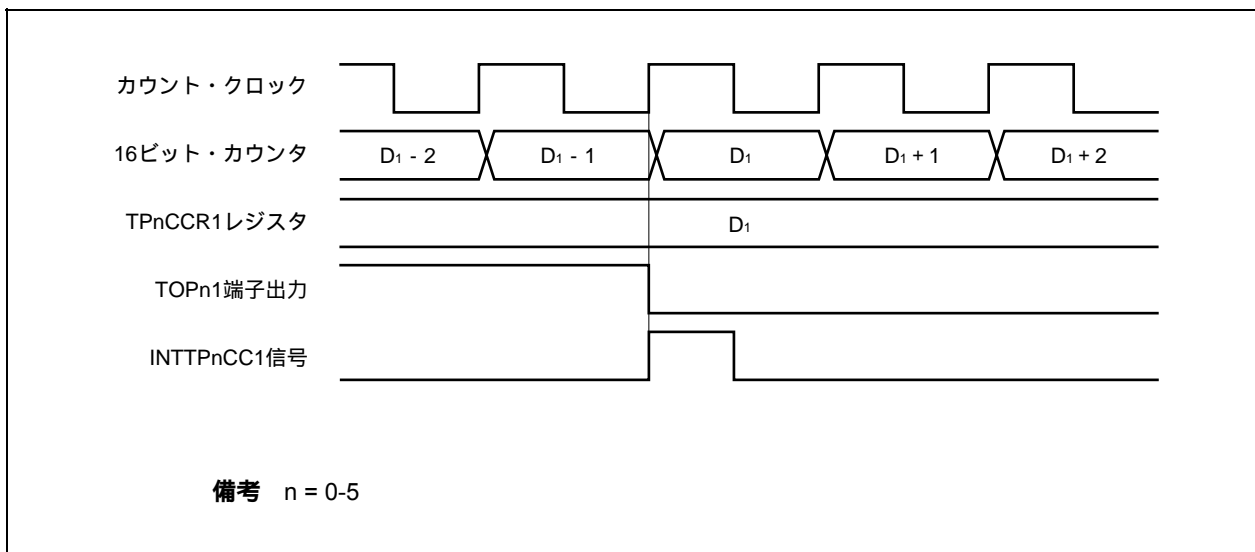 カウント・クロック
16ビット・カウンタ D₁ - 2 D₁ - 1 D₁ D₁ + 1 D₁ + 2
TPnCCR1レジスタ D₁
TOPn1端子出力
INTTPnCC1信号
備考 n = 0-5